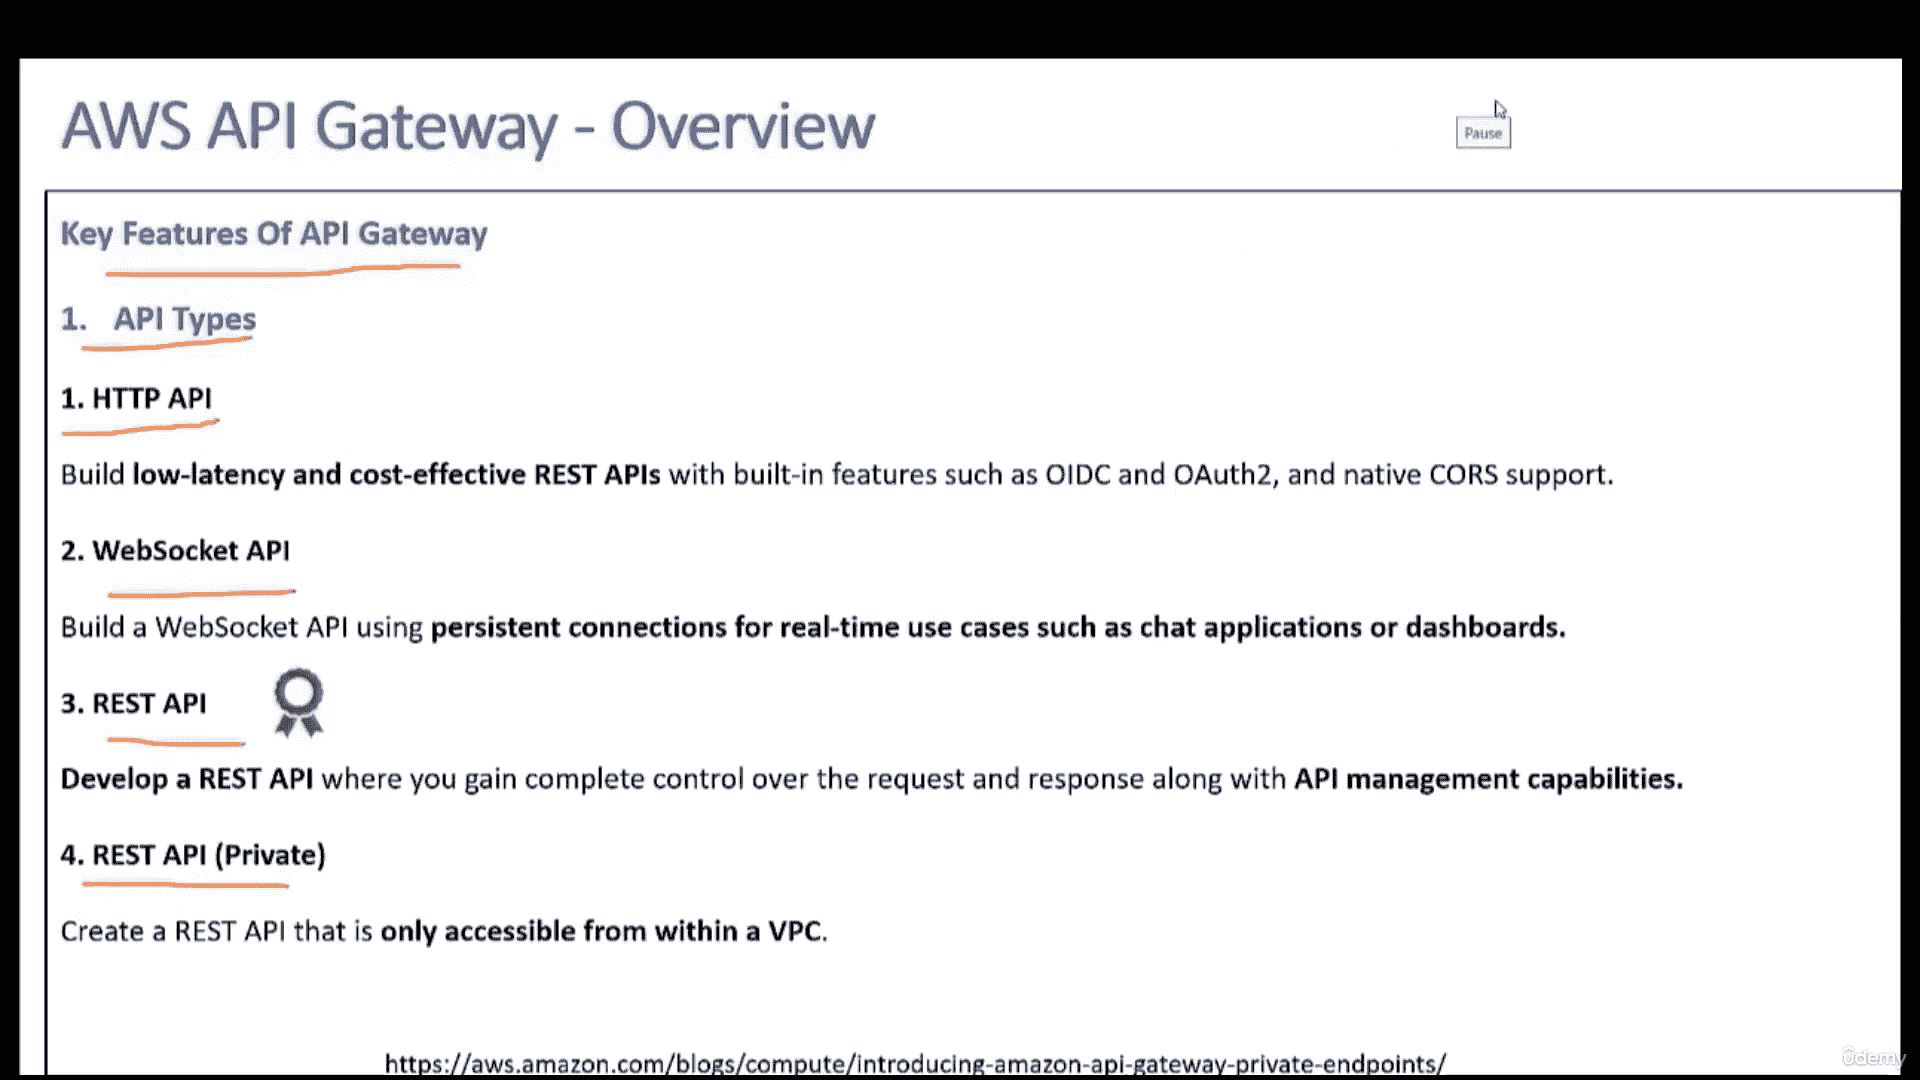 AWS API Gateway - Overview
Pause
Key Features Of API Gateway
1. API Types
1. HTTP API
Build low-latency and cost-effective REST APIs with built-in features such as OIDC and OAuth2, and native CORS support.
2. WebSocket API
Build a WebSocket API using persistent connections for real-time use cases such as chat applications or dashboards.
3. REST API
Develop a REST API where you gain complete control over the request and response along with API management capabilities.
4. REST API (Private)
Create a REST API that is only accessible from within a VPC.
https://aws.amazon.com/blogs/compute/introducing-amazon-api-gateway-private-endpoints/
ûdemy